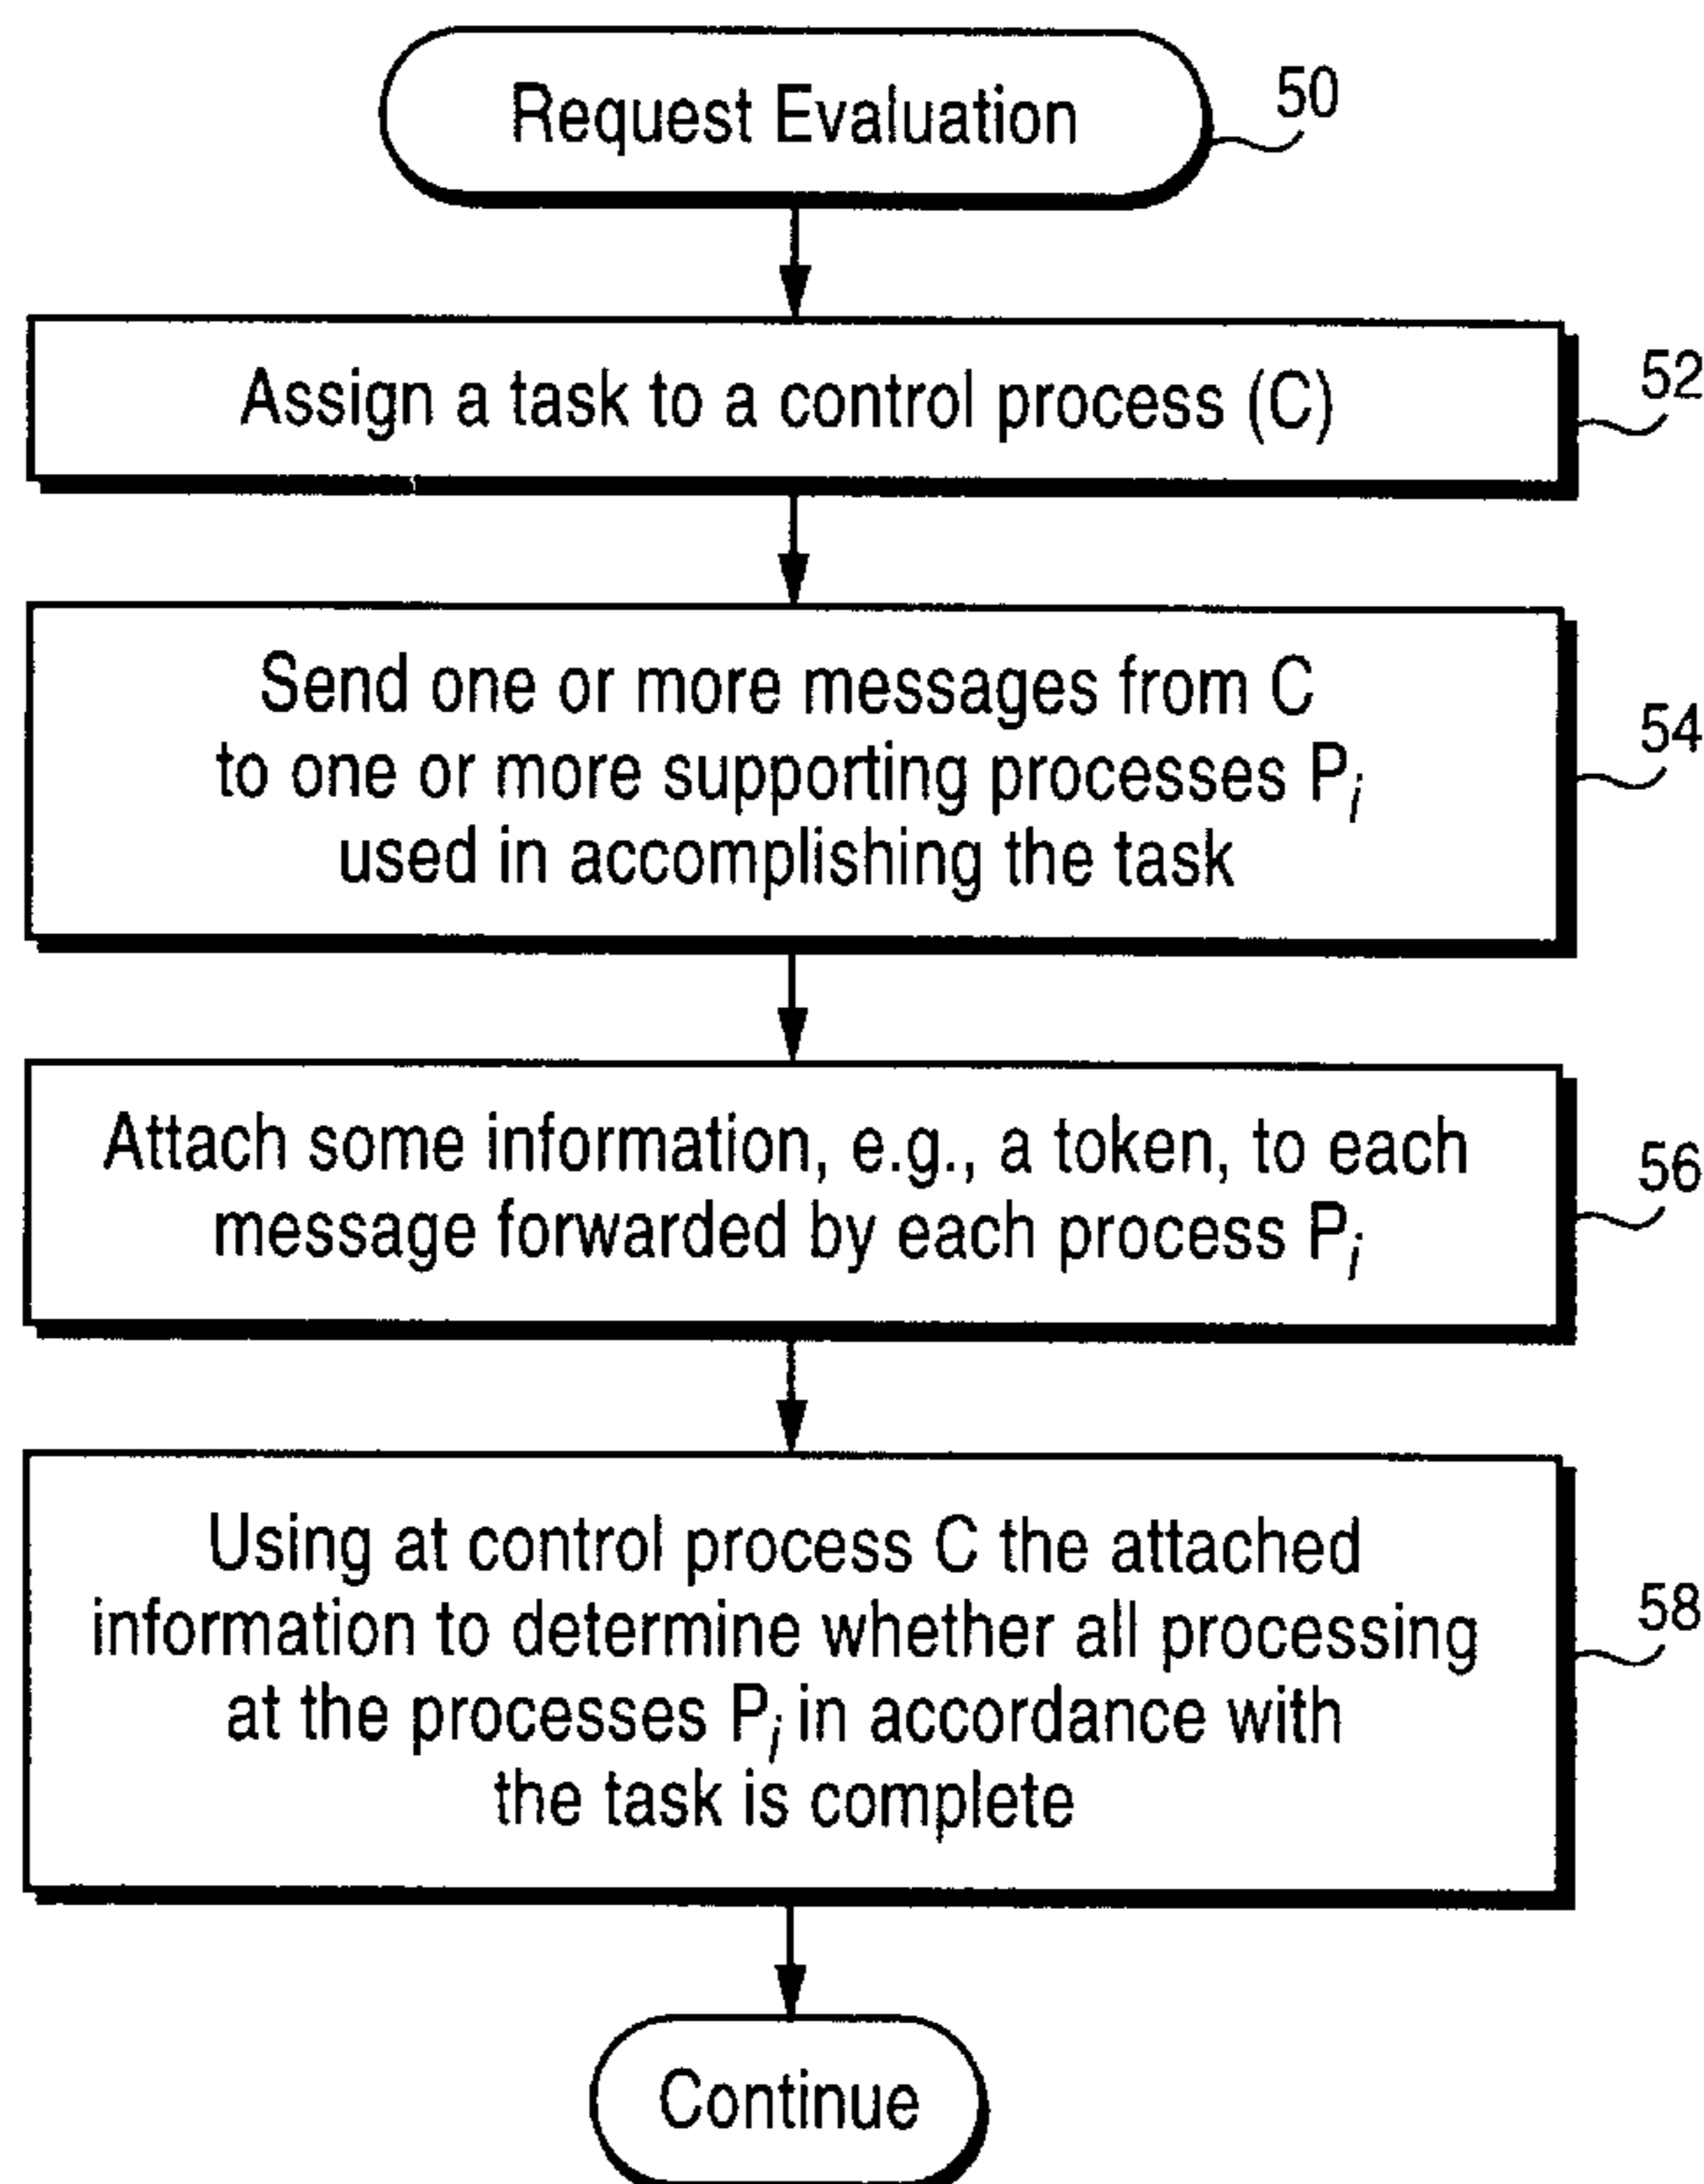 Request Evaluation
50
Assign a task to a control process (C)
52
Send one or more messages from C
to one or more supporting processes Pi
used in accomplishing the task
54
Attach some information, e.g., a token, to each
message forwarded by each process Pi
56
Using at control process C the attached
information to determine whether all processing
at the processes Pi in accordance with
the task is complete
58
Continue